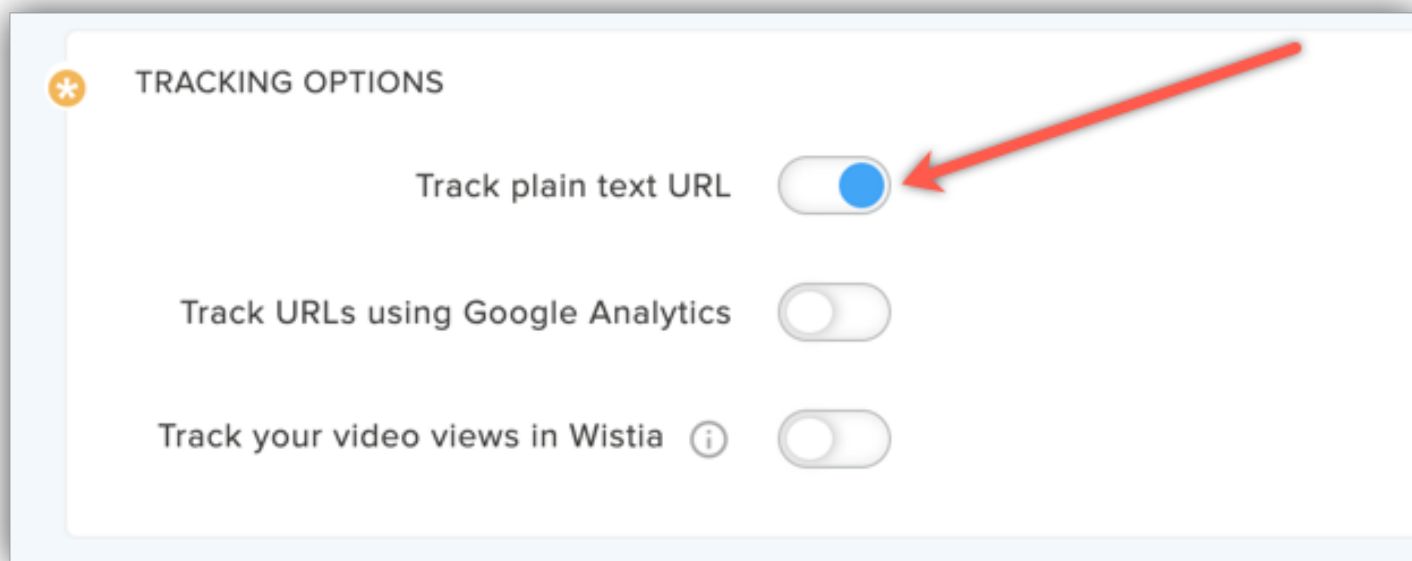 TRACKING OPTIONS
Track plain text URL
Track URLs using Google Analytics
Track your video views in Wistia